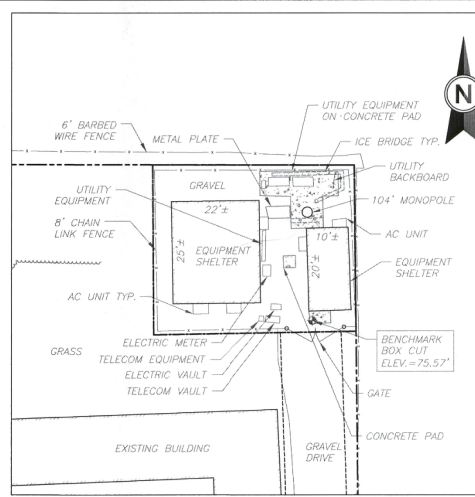 N
6' BARBED
WIRE FENCE
METAL PLATE
UTILITY EQUIPMENT
ON CONCRETE PAD
ICE BRIDGE TYP.
UTILITY
BACKBOARD
104' MONOPOLE
AC UNIT
EQUIPMENT
SHELTER
UTILITY
EQUIPMENT
8' CHAIN
LINK FENCE
GRAVEL
22'±
25'±
EQUIPMENT
SHELTER
10'±
20'±
AC UNIT TYP.
ELECTRIC METER
TELECOM EQUIPMENT
ELECTRIC VAULT
TELECOM VAULT
GRASS
BENCHMARK
BOX CUT
ELEV.=75.57'
GATE
CONCRETE PAD
GRAVEL
DRIVE
EXISTING BUILDING